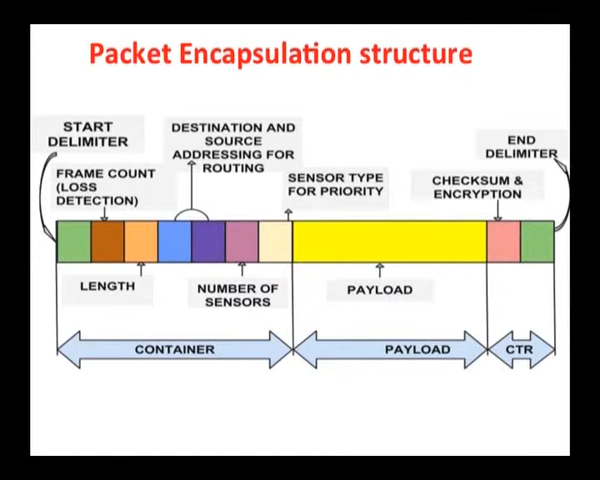 Packet Encapsulation structure
START
DELIMITER
DESTINATION AND
SOURCE
ADDRESSING FOR
ROUTING
END
DELIMITER
FRAME COUNT
(LOSS
DETECTION)
SENSOR TYPE
FOR PRIORITY
CHECKSUM &
ENCRYPTION
LENGTH
NUMBER OF
SENSORS
PAYLOAD
CONTAINER
PAYLOAD
CTR